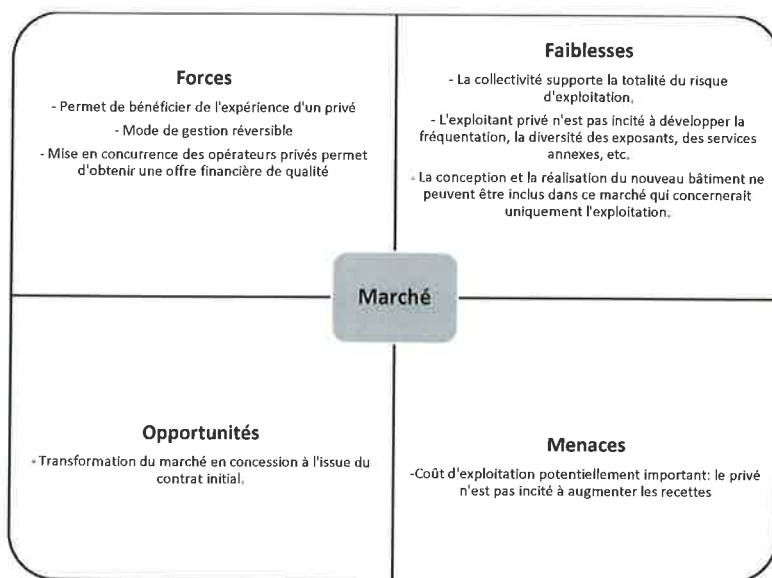 Forces
- Permet de bénéficier de l'expérience d'un privé
- Mode de gestion réversible
- Mise en concurrence des opérateurs privés permet
d'obtenir une offre financière de qualité
Faiblesses
- La collectivité supporte la totalité du risque
d'exploitation.
- L'exploitant privé n'est pas incité à développer la
fréquentation, la diversité des exposants, des services
annexes, etc.
- La conception et la réalisation du nouveau bâtiment ne
peuvent être inclus dans ce marché qui concernerait
uniquement l'exploitation.
Marché
Opportunités
- Transformation du marché en concession à l'issue du
contrat initial.
Menaces
-Coût d'exploitation potentiellement important: le privé
n'est pas incité à augmenter les recettes